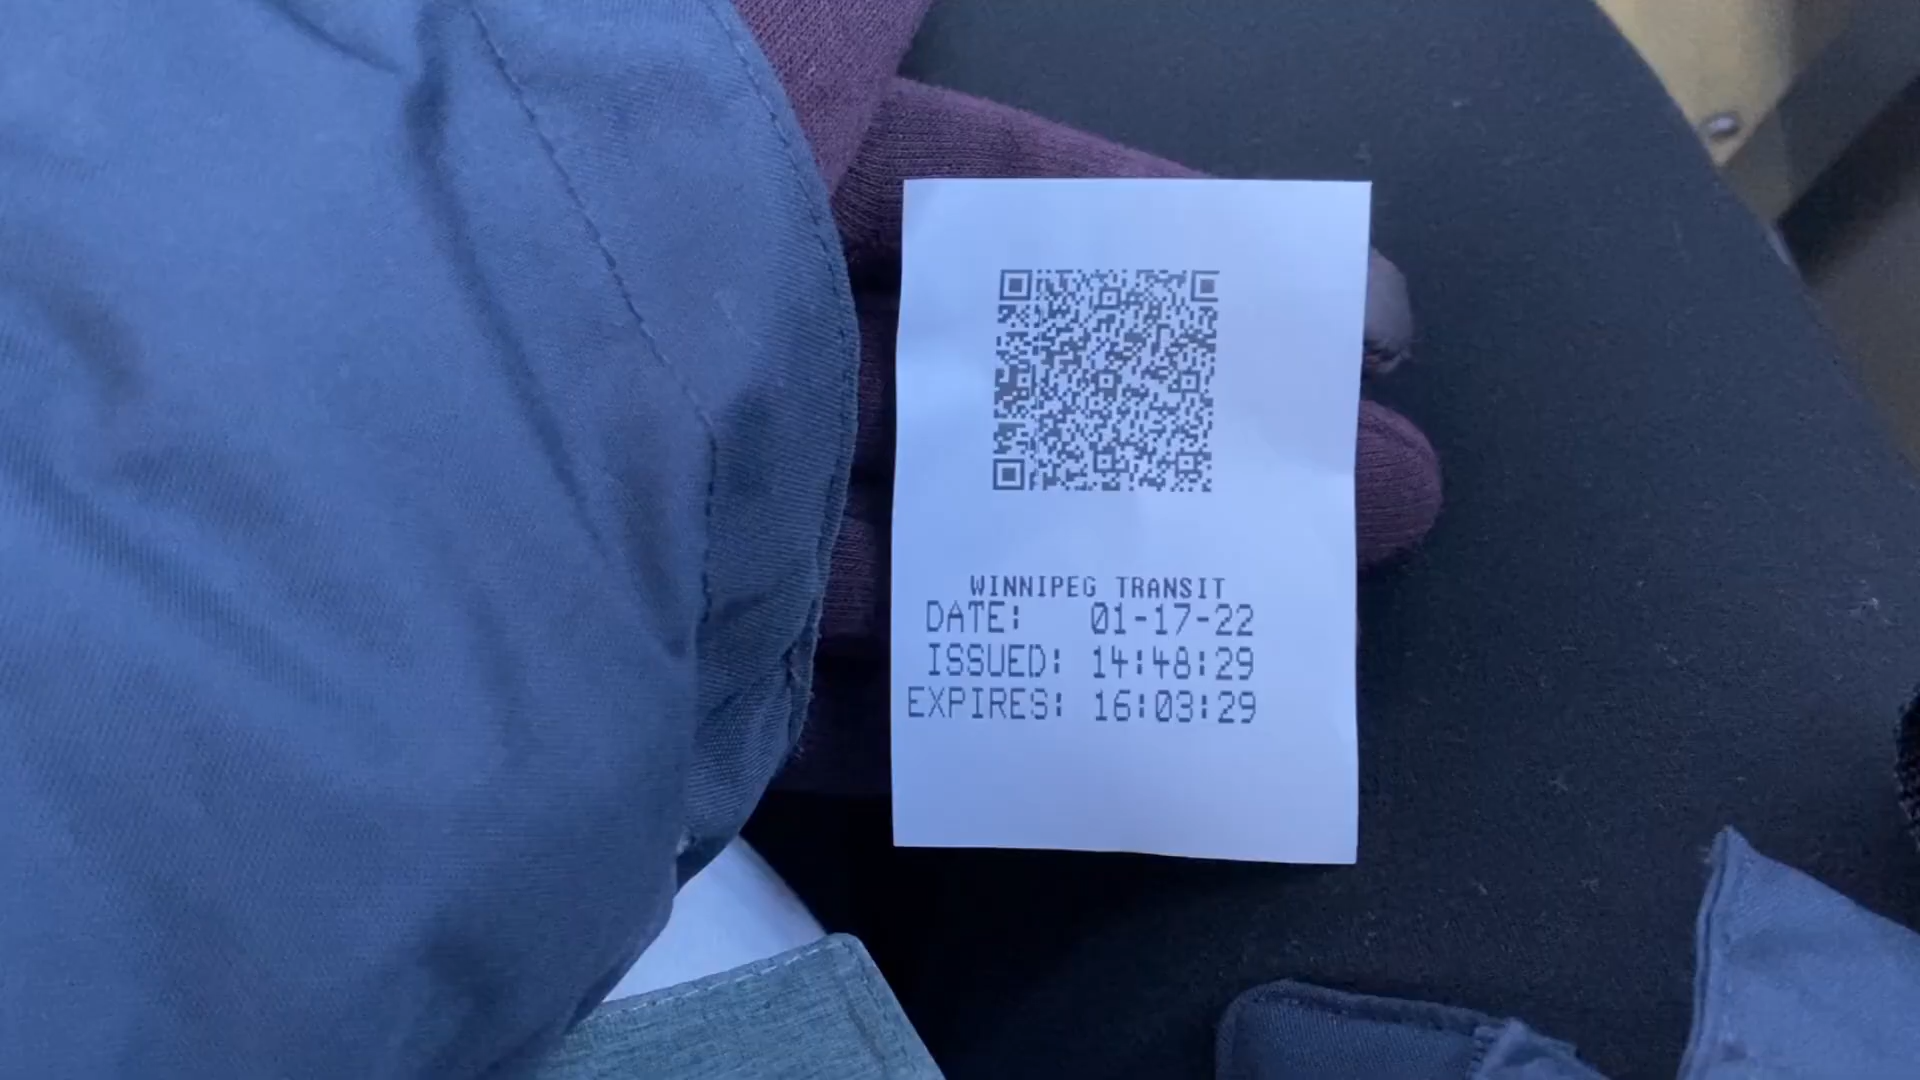 WINNIPEG TRANSIT
DATE: 01-17-22
ISSUED: 14:48:29
EXPIRES: 16:03:29